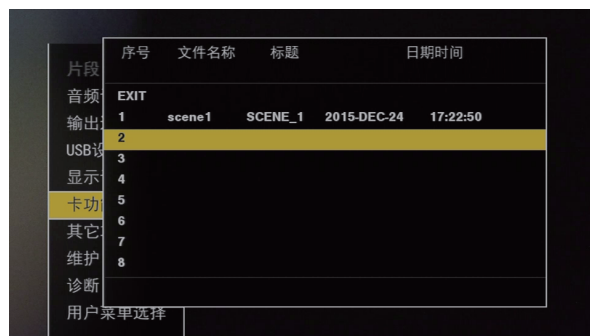 序号 文件名称 标题 日期时间
EXIT
1 scene1 SCENE_1 2015-DEC-24 17:22:50
2
3
4
5
6
7
8
片段
音频
输出
USB设
显示
卡功
其它
维护
诊断
用户菜单选择